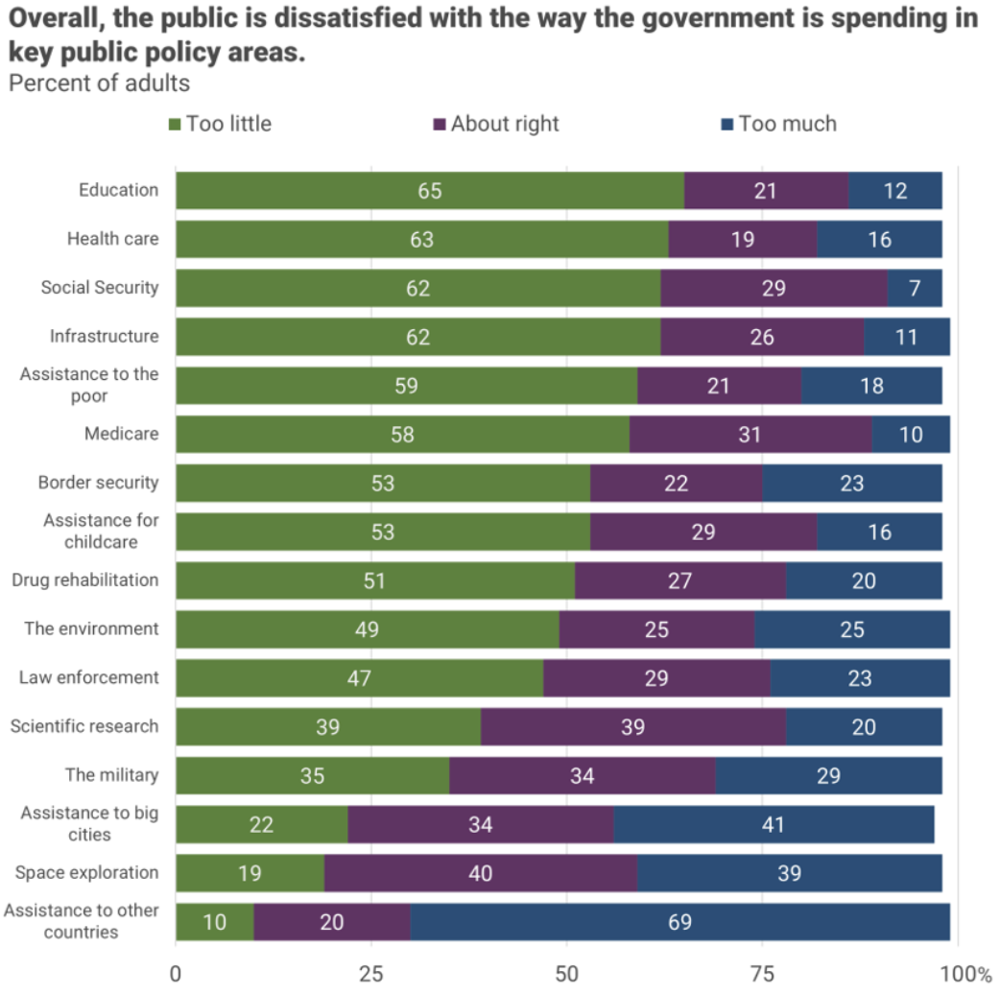 Overall, the public is dissatisfied with the way the government is spending in
key public policy areas.
Percent of adults
Too little About right Too much
Education 65 21 12
Health care 63 19 16
Social Security 62 29 7
Infrastructure 62 26 11
Assistance to the
poor 59 21 18
Medicare 58 31 10
Border security 53 22 23
Assistance for
childcare 53 29 16
Drug rehabilitation 51 27 20
The environment 49 25 25
Law enforcement 47 29 23
Scientific research 39 39 20
The military 35 34 29
Assistance to big
cities 22 34 41
Space exploration 19 40 39
Assistance to other
countries 10 20 69
0 25 50 75 100%